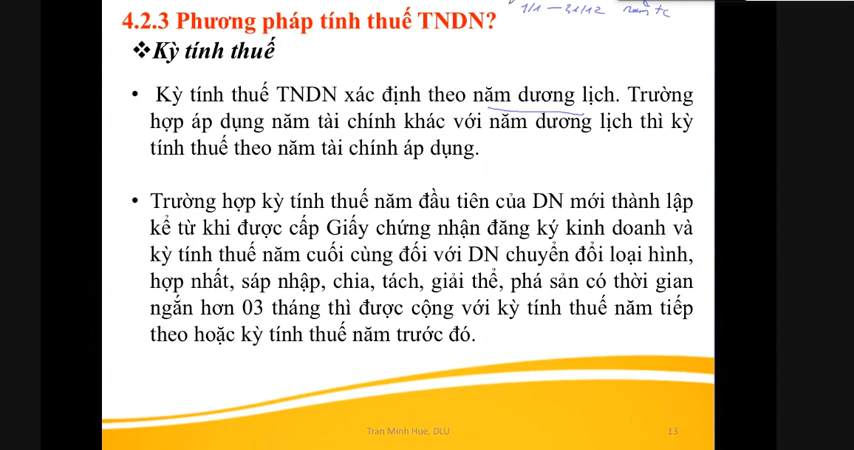 1/1 – 31/12 năm tc
4.2.3 Phương pháp tính thuế TNDN?
❖Kỳ tính thuế
• Kỳ tính thuế TNDN xác định theo năm dương lịch. Trường
hợp áp dụng năm tài chính khác với năm dương lịch thì kỳ
tính thuế theo năm tài chính áp dụng.
• Trường hợp kỳ tính thuế năm đầu tiên của DN mới thành lập
kể từ khi được cấp Giấy chứng nhận đăng ký kinh doanh và
kỳ tính thuế năm cuối cùng đối với DN chuyển đổi loại hình,
hợp nhất, sáp nhập, chia, tách, giải thể, phá sản có thời gian
ngắn hơn 03 tháng thì được cộng với kỳ tính thuế năm tiếp
theo hoặc kỳ tính thuế năm trước đó.
Tran Minh Hue, DLU
13